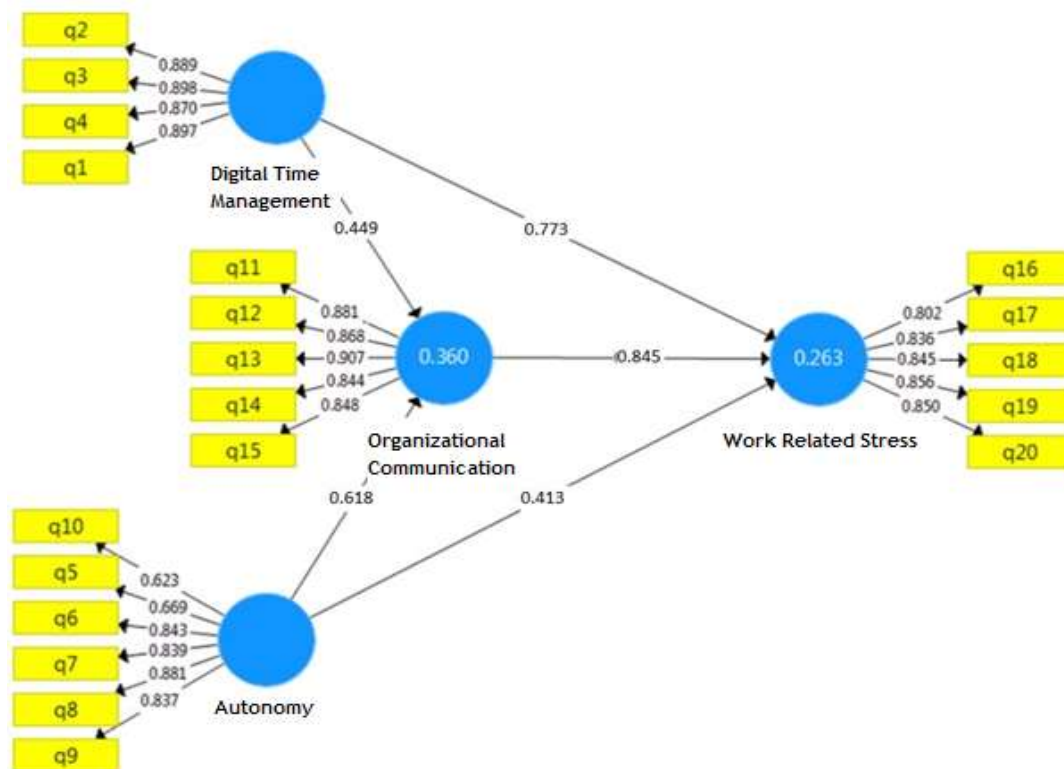 q2
0.889
q3
0.898
q4
0.870
q1
0.897
Digital Time
Management
0.449
0.773
q11
0.881
q12
0.868
q13
0.907
q14
0.844
q15
0.848
0.360
Organizational
Communication
0.845
0.263
Work Related Stress
q16
0.802
q17
0.836
q18
0.845
q19
0.856
q20
0.850
0.618
0.413
q10
0.623
q5
0.669
q6
0.843
q7
0.839
q8
0.881
q9
0.837
Autonomy